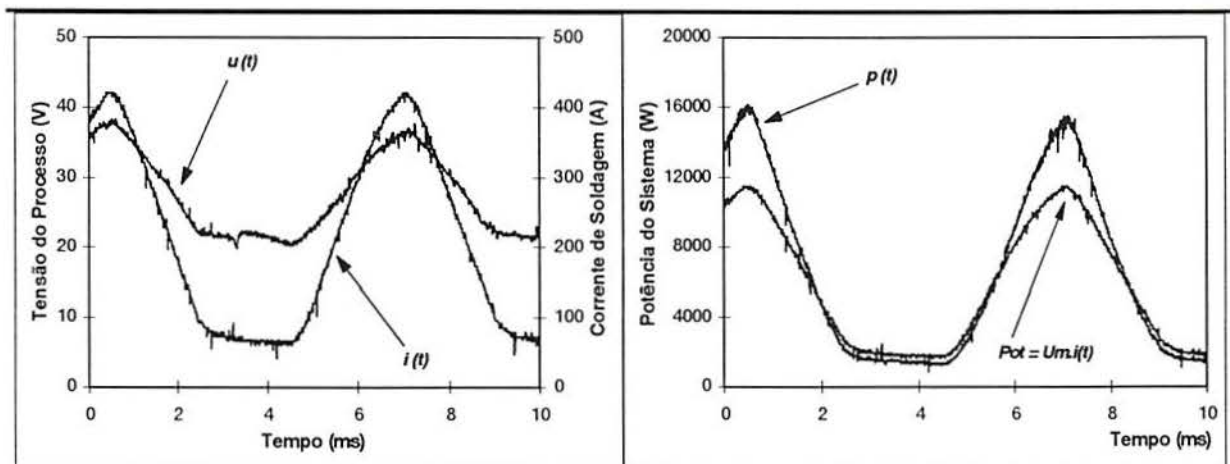 Tensão do Processo (V)
50
40
30
20
10
0
u (t)
i (t)
500
400
300
200
100
0
Corrente de Soldagem (A)
0 2 4 6 8 10
Tempo (ms)
Potência do Sistema (W)
20000
16000
12000
8000
4000
0
p (t)
Pot = Um.i(t)
0 2 4 6 8 10
Tempo (ms)